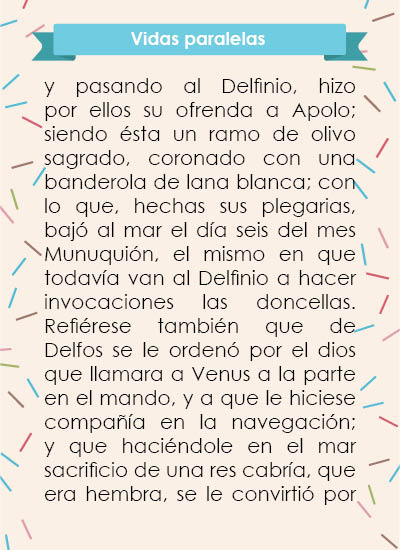 Vidas paralelas
y pasando al Delfinio, hizo
por ellos su ofrenda a Apolo;
siendo ésta un ramo de olivo
sagrado, coronado con una
banderola de lana blanca; con
lo que, hechas sus plegarias,
bajó al mar el día seis del mes
Munuquión, el mismo en que
todavía van al Delfinio a hacer
invocaciones las doncellas.
Refiérese también que de
Delfos se le ordenó por el dios
que llamara a Venus a la parte
en el mando, y a que le hiciese
compañía en la navegación;
y que haciéndole en el mar
sacrificio de una res cabría, que
era hembra, se le convirtió por